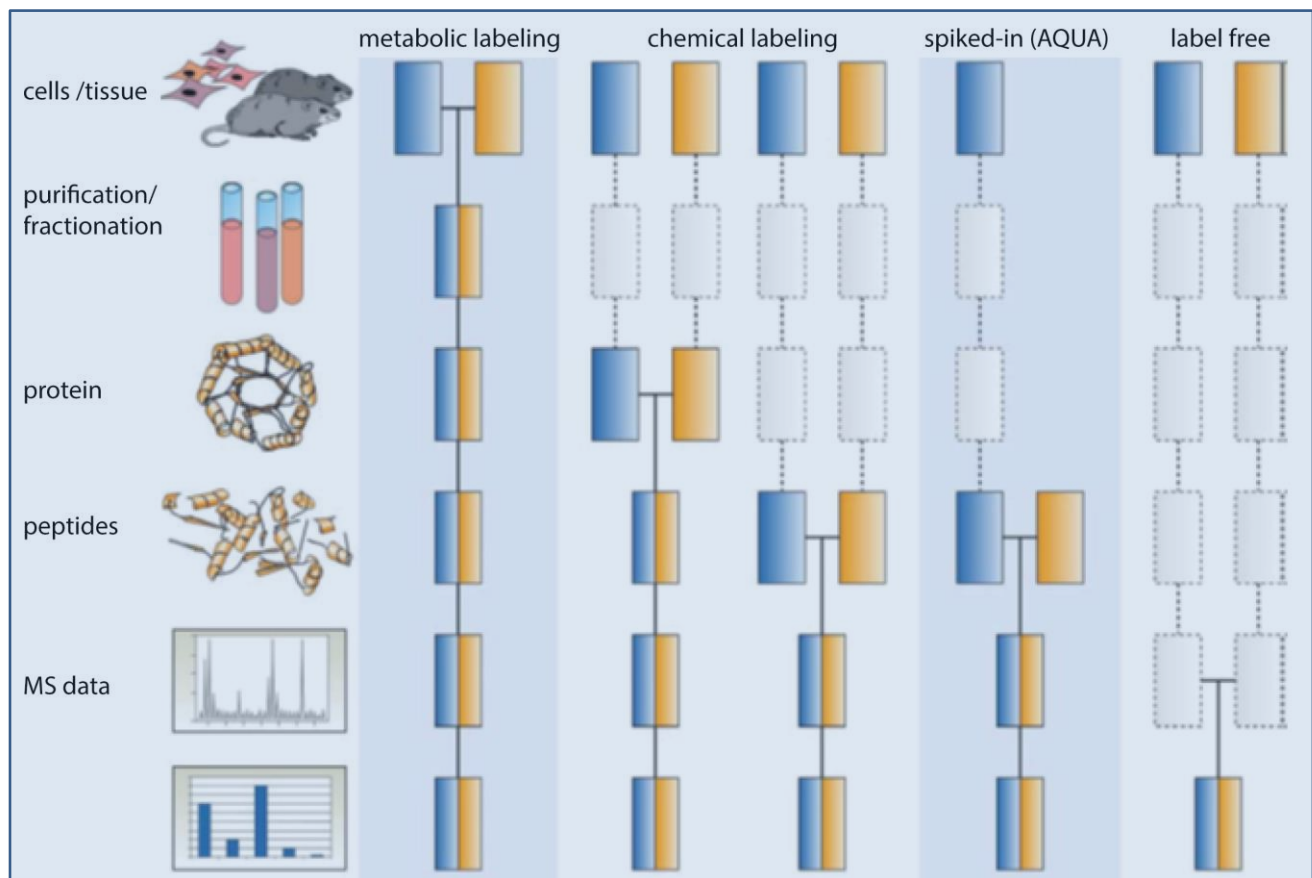 metabolic labeling
chemical labeling
spiked-in (AQUA)
label free
cells /tissue
purification/
fractionation
protein
peptides
MS data